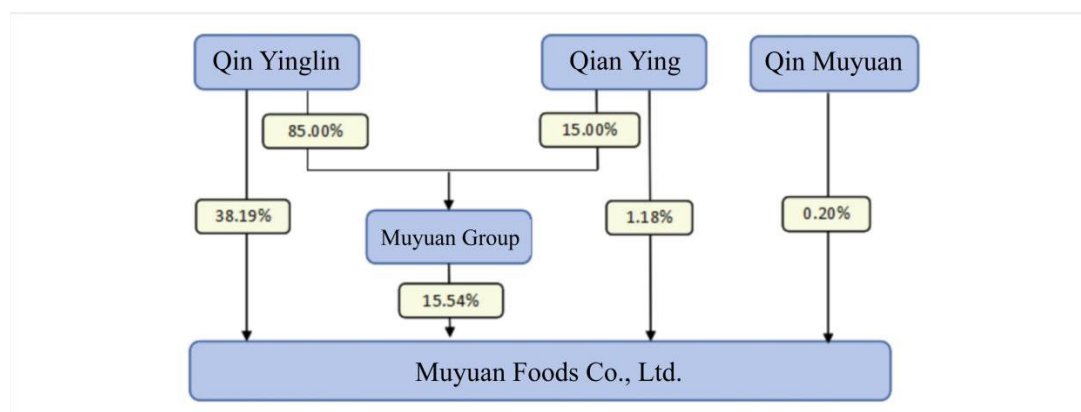 Qin Yinglin
Qian Ying
Qin Muyuan
85.00%
15.00%
38.19%
1.18%
0.20%
Muyuan Group
15.54%
Muyuan Foods Co., Ltd.